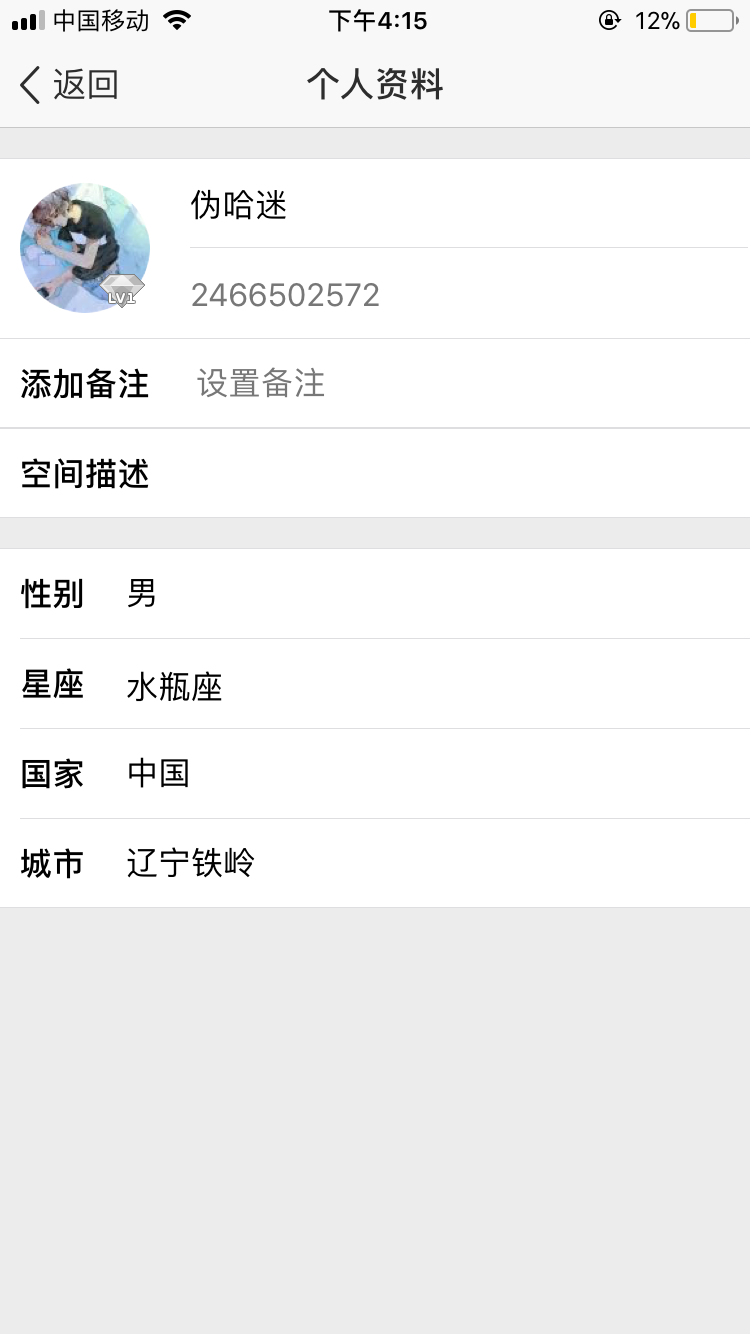 中国移动 下午4:15 12%
返回 个人资料
伪哈迷
LV1
2466502572
添加备注 设置备注
空间描述
性别 男
星座 水瓶座
国家 中国
城市 辽宁铁岭